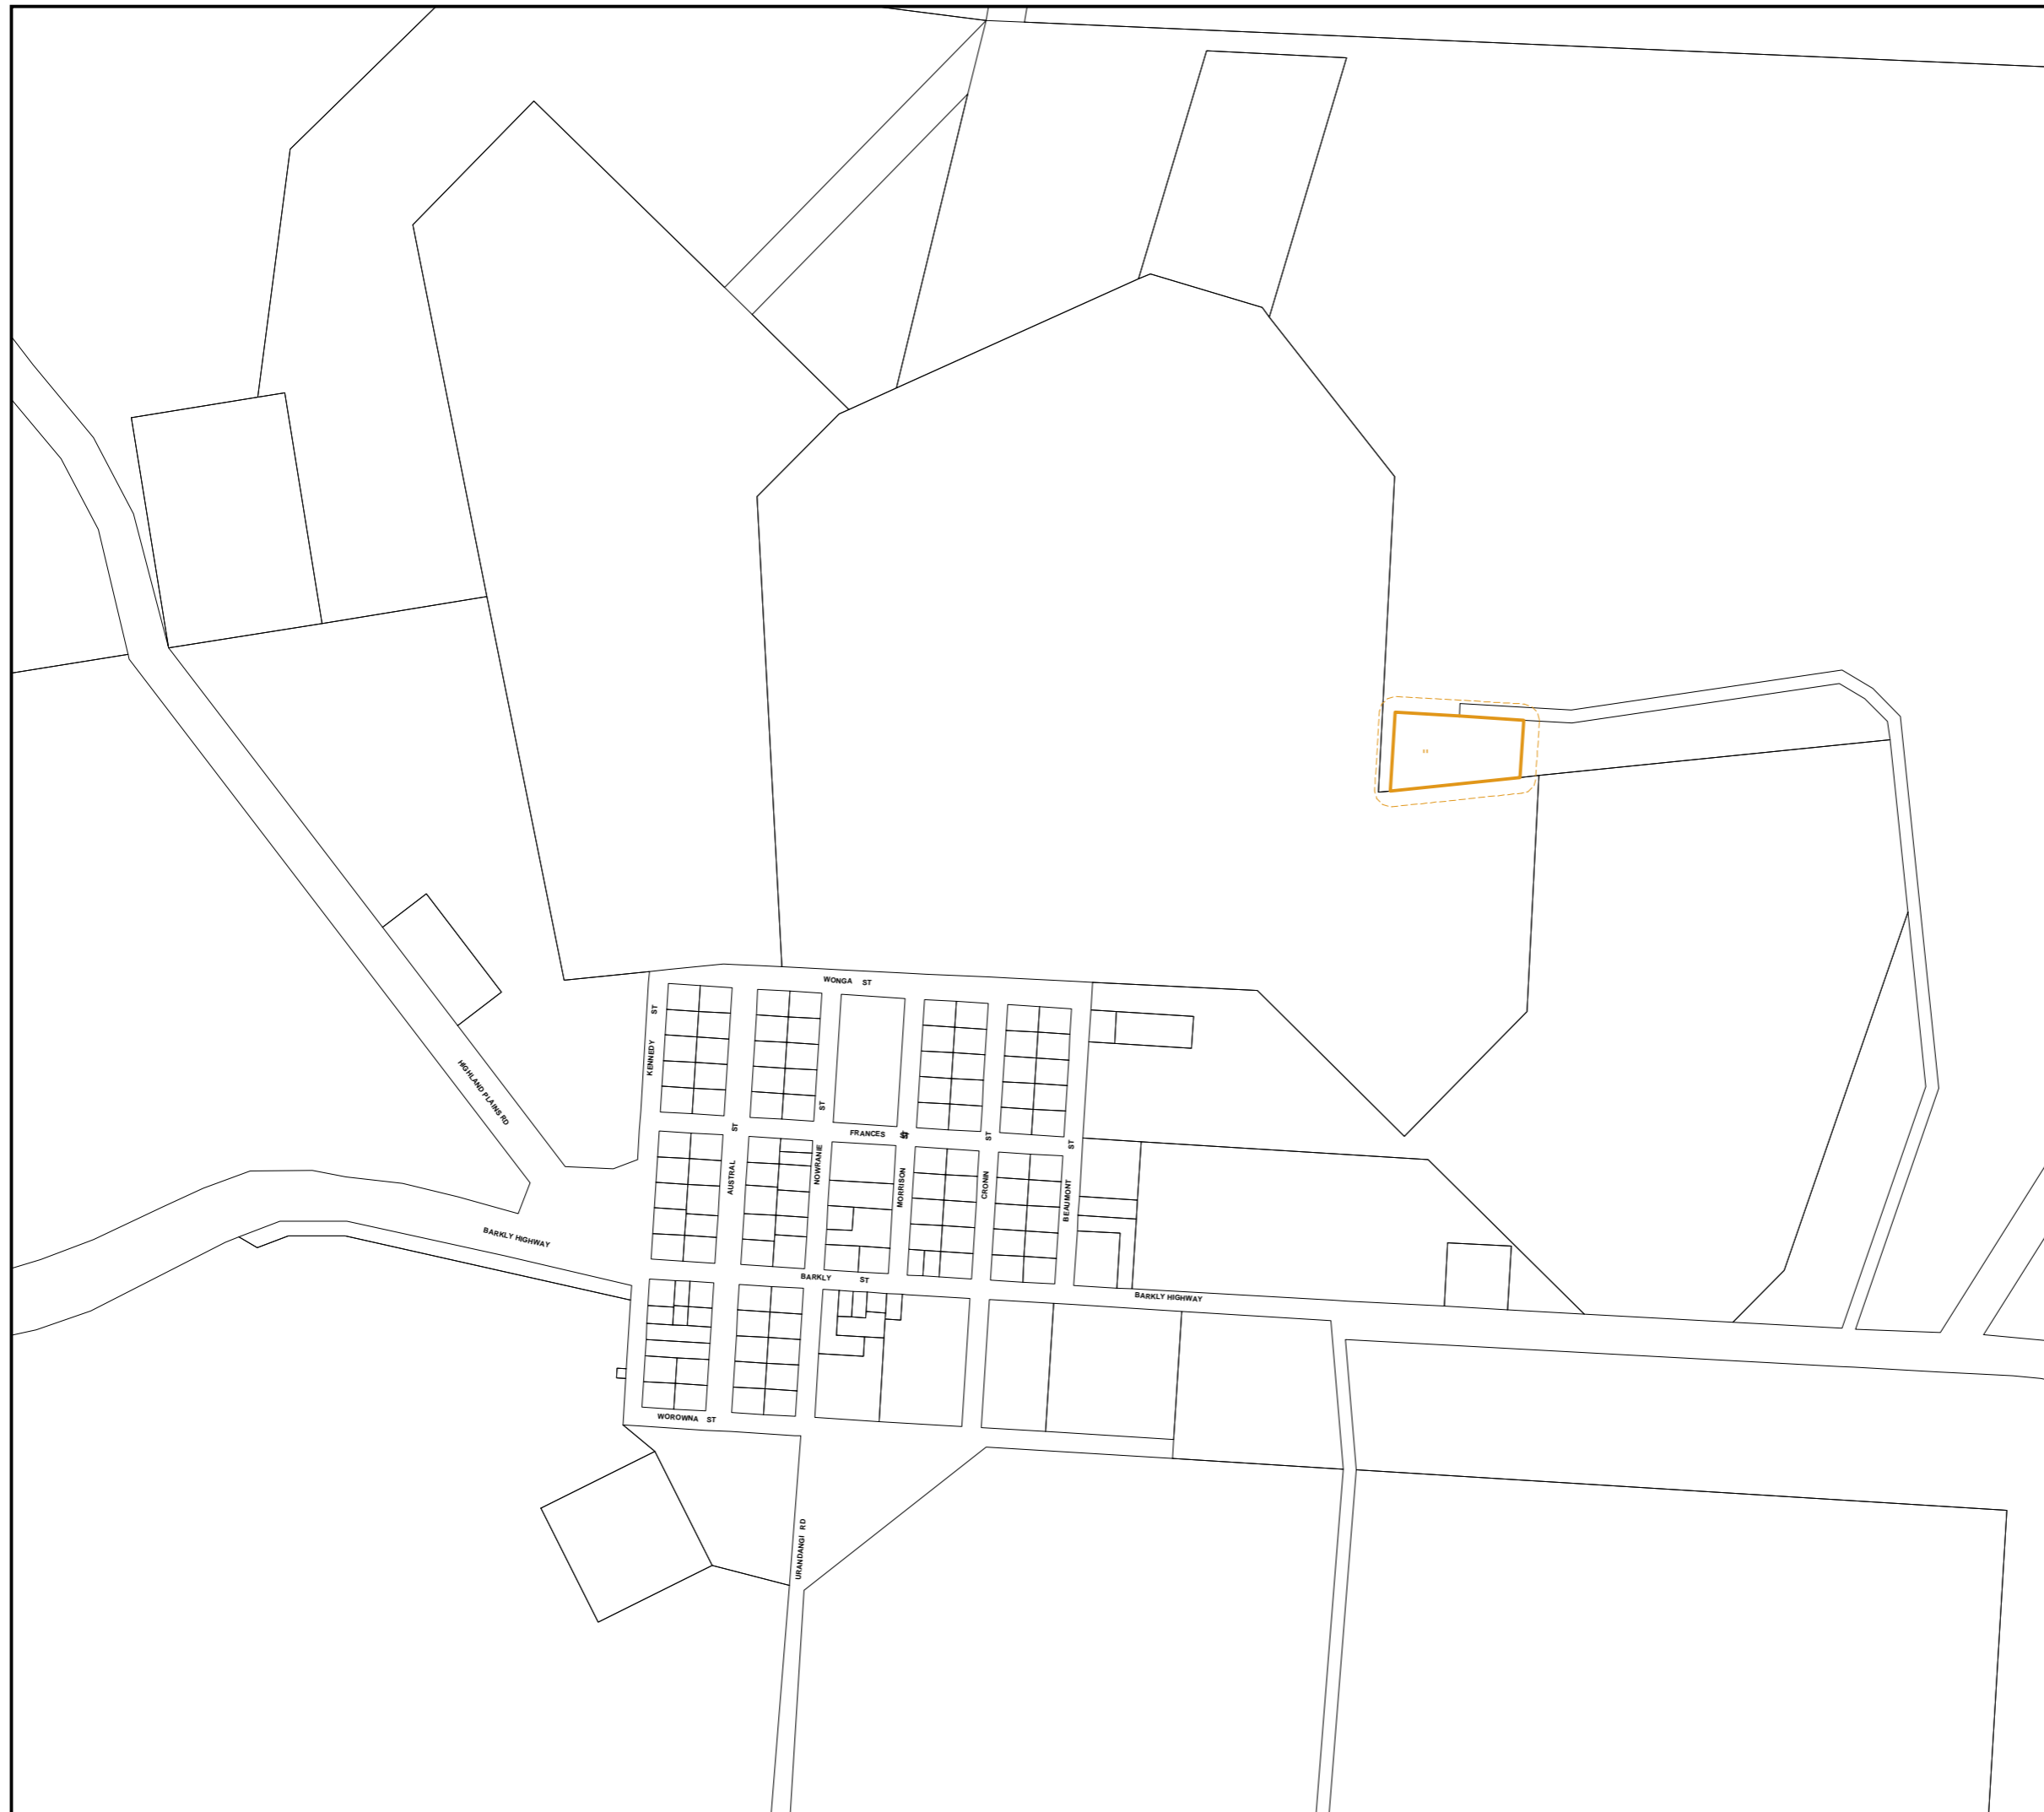 WONGA ST
KENNEDY ST
HIGHLAND PLAINS RD
FRANCES ST
AUSTRAL ST
NOWRANIE ST
MORRISON ST
CRONIN ST
BEAUMONT ST
BARKLY HIGHWAY
BARKLY ST
BARKLY HIGHWAY
WOROWNA ST
URANDANGI RD